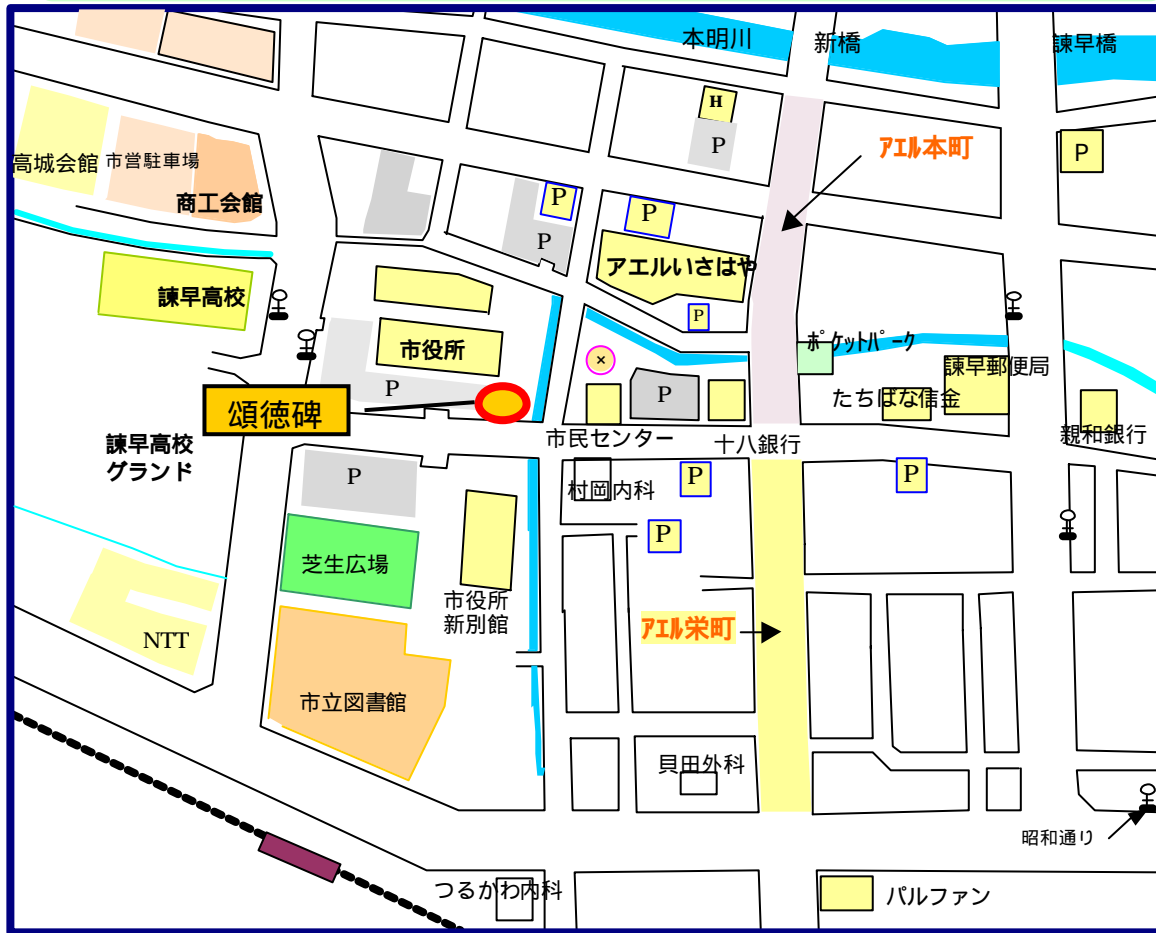 本明川
新橋
諫早橋
H
P
ｱｴﾙ本町
P
高城会館
市営駐車場
商工会館
P
P
P
アエルいさはや
諫早高校
P
市役所
ﾎﾟｹｯﾄﾊﾟｰｸ
×
諫早郵便局
P
P
たちばな信金
頌徳碑
市民センター
十八銀行
親和銀行
諫早高校
グランド
P
村岡内科
P
P
P
芝生広場
市役所
新別館
NTT
ｱｴﾙ栄町
市立図書館
貝田外科
昭和通り
つるかわ内科
パルファン